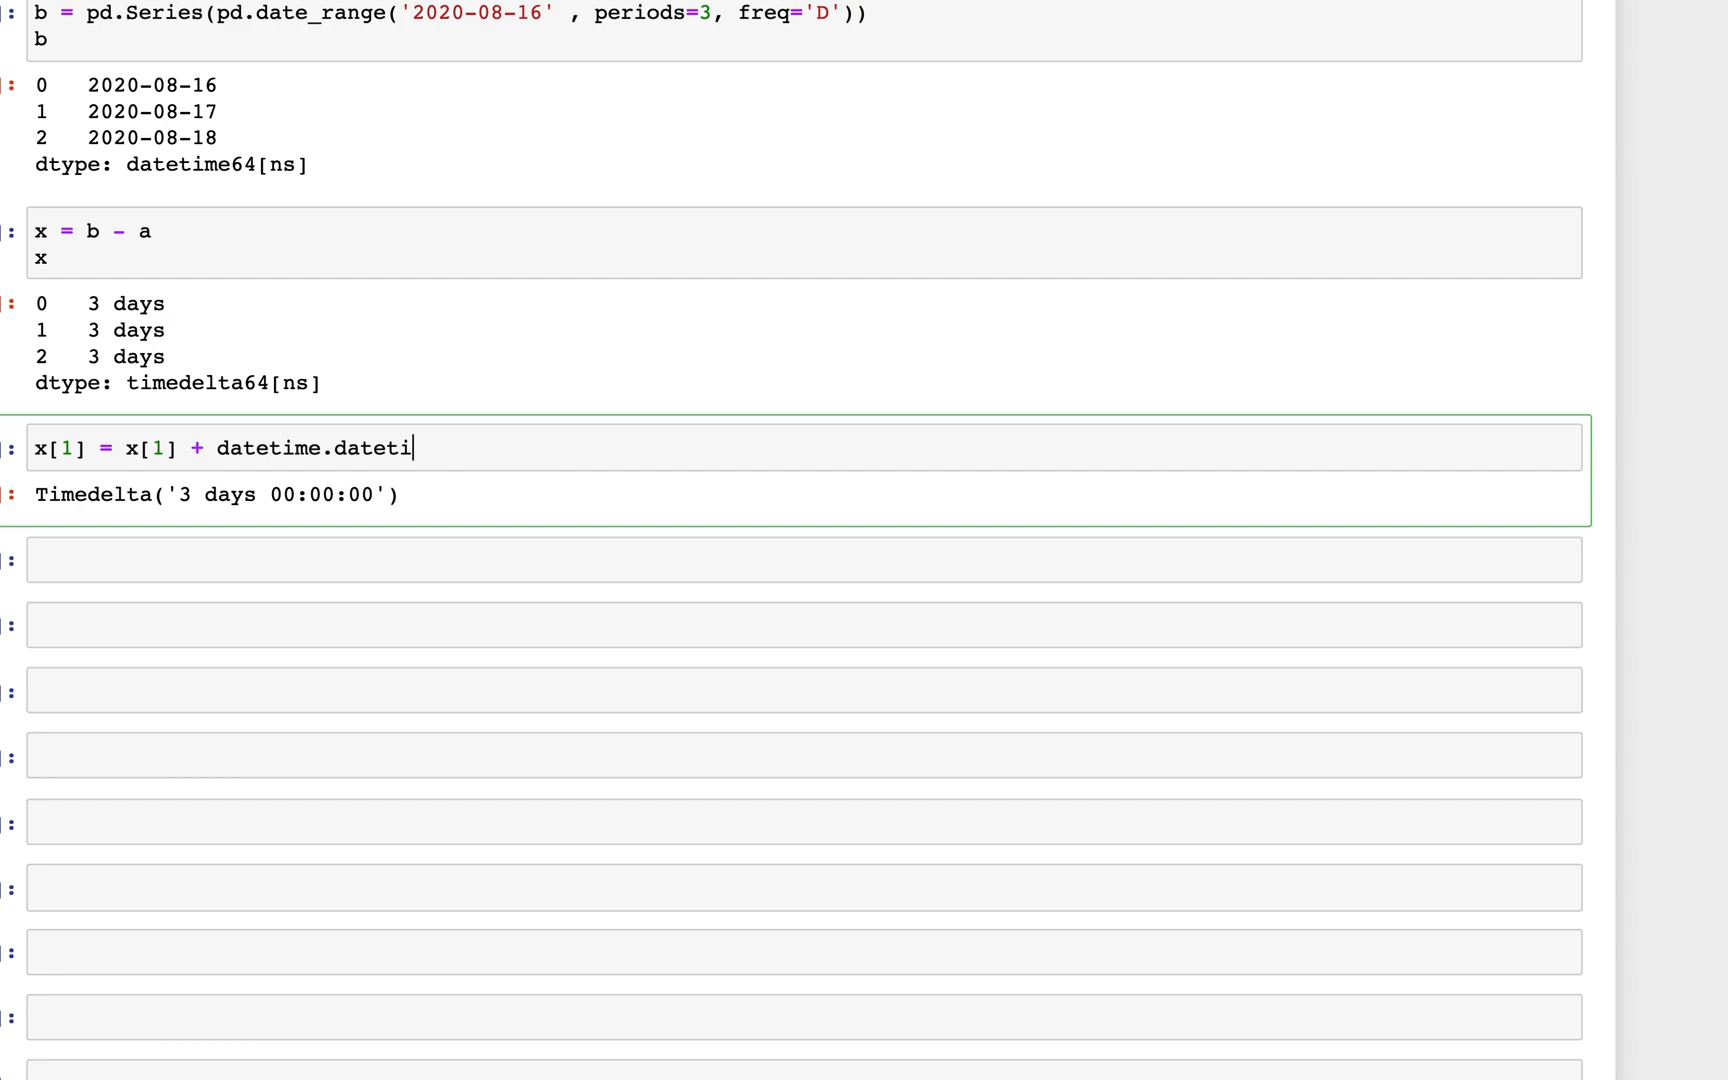 ]: b = pd.Series(pd.date_range('2020-08-16' , periods=3, freq='D'))
b
]: 0   2020-08-16
1   2020-08-17
2   2020-08-18
dtype: datetime64[ns]
]: x = b - a
x
]: 0   3 days
1   3 days
2   3 days
dtype: timedelta64[ns]
]: x[1] = x[1] + datetime.dateti
]: Timedelta('3 days 00:00:00')
]:
]:
]:
]:
]:
]:
]:
]: